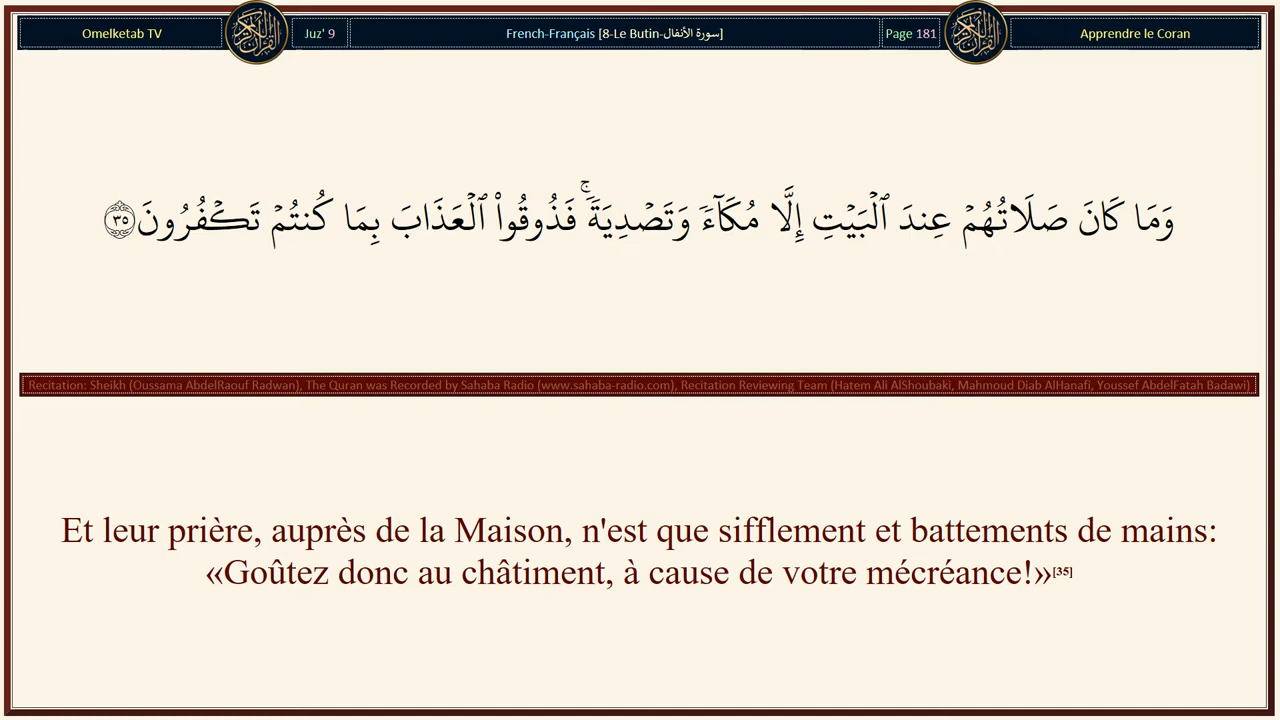 Omelketab TV
Juz' 9
French-Français [8-Le Butin-سورة الأنفال]
Page 181
Apprendre le Coran
وَمَا كَانَ صَلَاتُهُمۡ عِندَ ٱلۡبَيۡتِ إِلَّا مُكَآءٗ وَتَصۡدِيَةٗۚ فَذُوقُواْ ٱلۡعَذَابَ بِمَا كُنتُمۡ تَكۡفُرُونَ ٣٥
Recitation: Sheikh (Oussama AbdelRaouf Radwan), The Quran was Recorded by Sahaba Radio (www.sahaba-radio.com), Recitation Reviewing Team (Hatem Ali AlShoubaki, Mahmoud Diab AlHanafi, Youssef AbdelFatah Badawi)
Et leur prière, auprès de la Maison, n'est que sifflement et battements de mains:
«Goûtez donc au châtiment, à cause de votre mécréance!»[35]